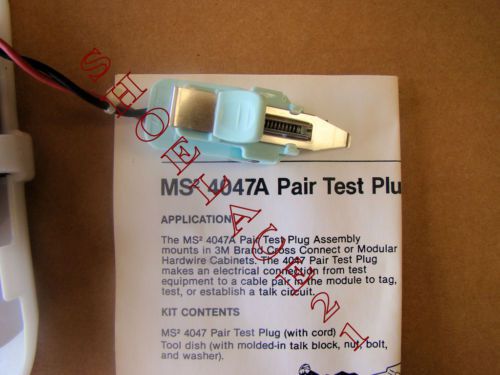 SHOELACE21
MS² 4047A Pair Test Plu
APPLICATION
The MS² 4047A Pair Test Plug Assembly
mounts in 3M Brand Cross Connect or Modular
Hardwire Cabinets. The 4047 Pair Test Plug
makes an electrical connection from test
equipment to a cable pair in the module to tag,
test, or establish a talk circuit.
KIT CONTENTS
MS² 4047 Pair Test Plug (with cord)
Tool dish (with molded-in talk block, nut, bolt,
and washer).